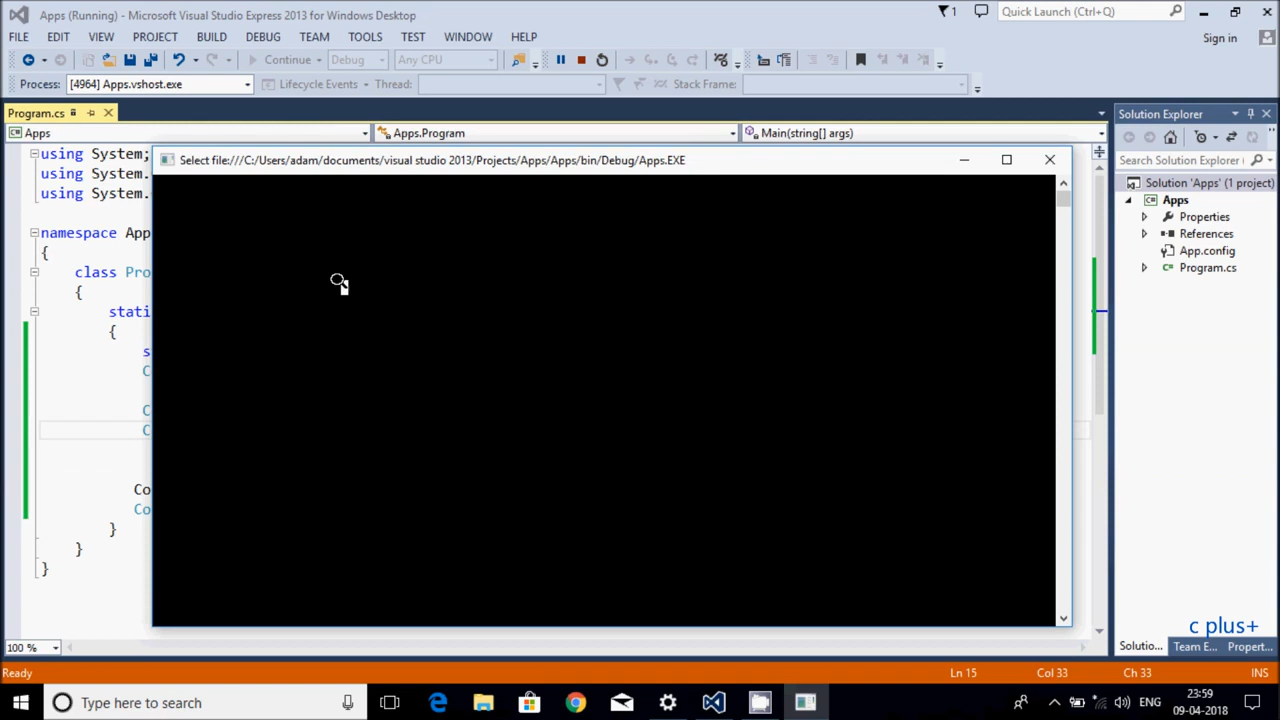 Apps (Running) - Microsoft Visual Studio Express 2013 for Windows Desktop
1
Quick Launch (Ctrl+Q)
FILE EDIT VIEW PROJECT BUILD DEBUG TEAM TOOLS TEST WINDOW HELP
Sign in
Continue Debug Any CPU
Process: [4964] Apps.vshost.exe Lifecycle Events Thread: Stack Frame:
Program.cs
Solution Explorer
Apps Apps.Program Main(string[] args)
using System;
Select file:///C:/Users/adam/documents/visual studio 2013/Projects/Apps/Apps/bin/Debug/Apps.EXE
Search Solution Explorer
using System.
Solution 'Apps' (1 project)
using System.
Apps
Properties
namespace App
References
{
App.config
class Pro
Program.cs
{
stati
{
s
C
C
C
Co
Co
}
}
}
c plus+
100 %
Solutio... Team E... Propert...
Ready Ln 15 Col 33 Ch 33 INS
Type here to search
ENG
23:59
09-04-2018